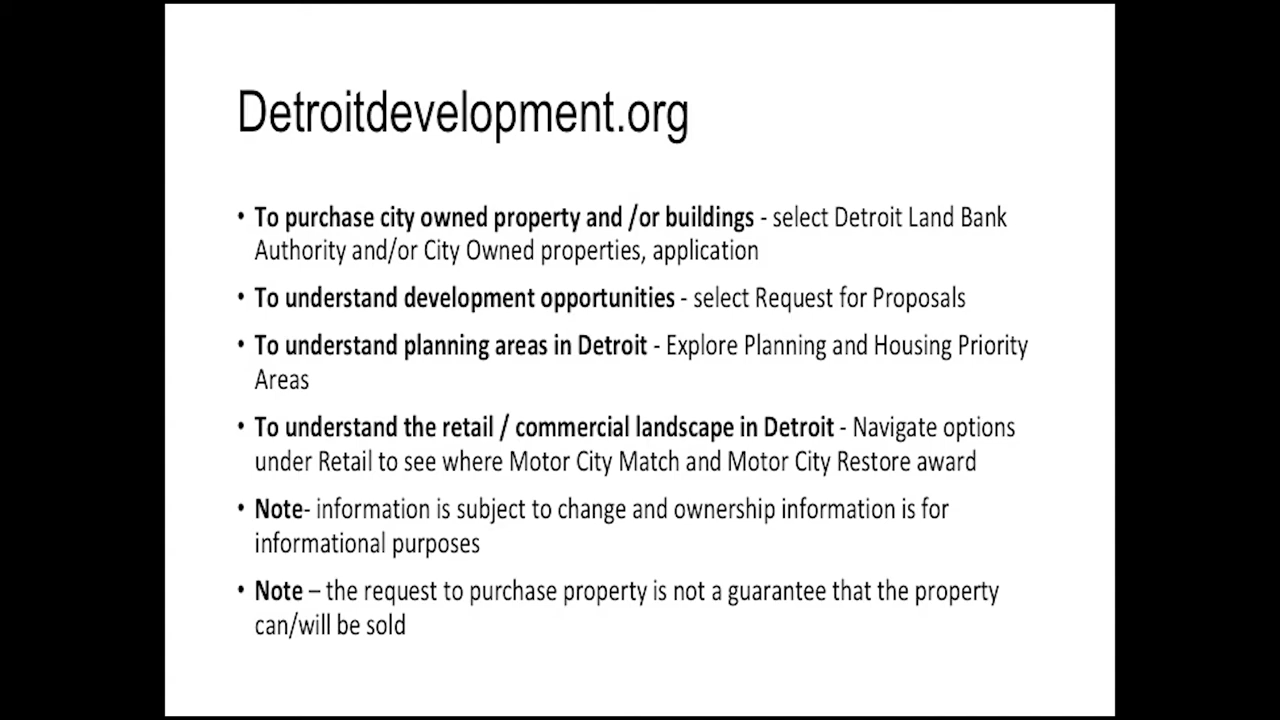 Detroitdevelopment.org
• To purchase city owned property and /or buildings - select Detroit Land Bank
Authority and/or City Owned properties, application
• To understand development opportunities - select Request for Proposals
• To understand planning areas in Detroit - Explore Planning and Housing Priority
Areas
• To understand the retail / commercial landscape in Detroit - Navigate options
under Retail to see where Motor City Match and Motor City Restore award
• Note- information is subject to change and ownership information is for
informational purposes
• Note – the request to purchase property is not a guarantee that the property
can/will be sold